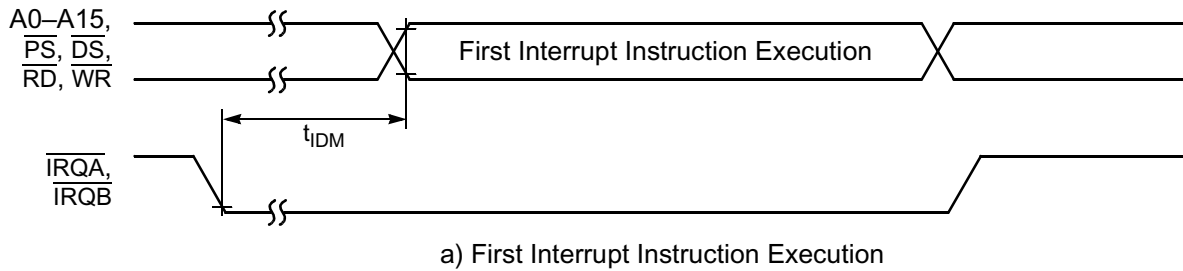 A0–A15,
PS, DS,
RD, WR
First Interrupt Instruction Execution
tIDM
IRQA,
IRQB
a) First Interrupt Instruction Execution